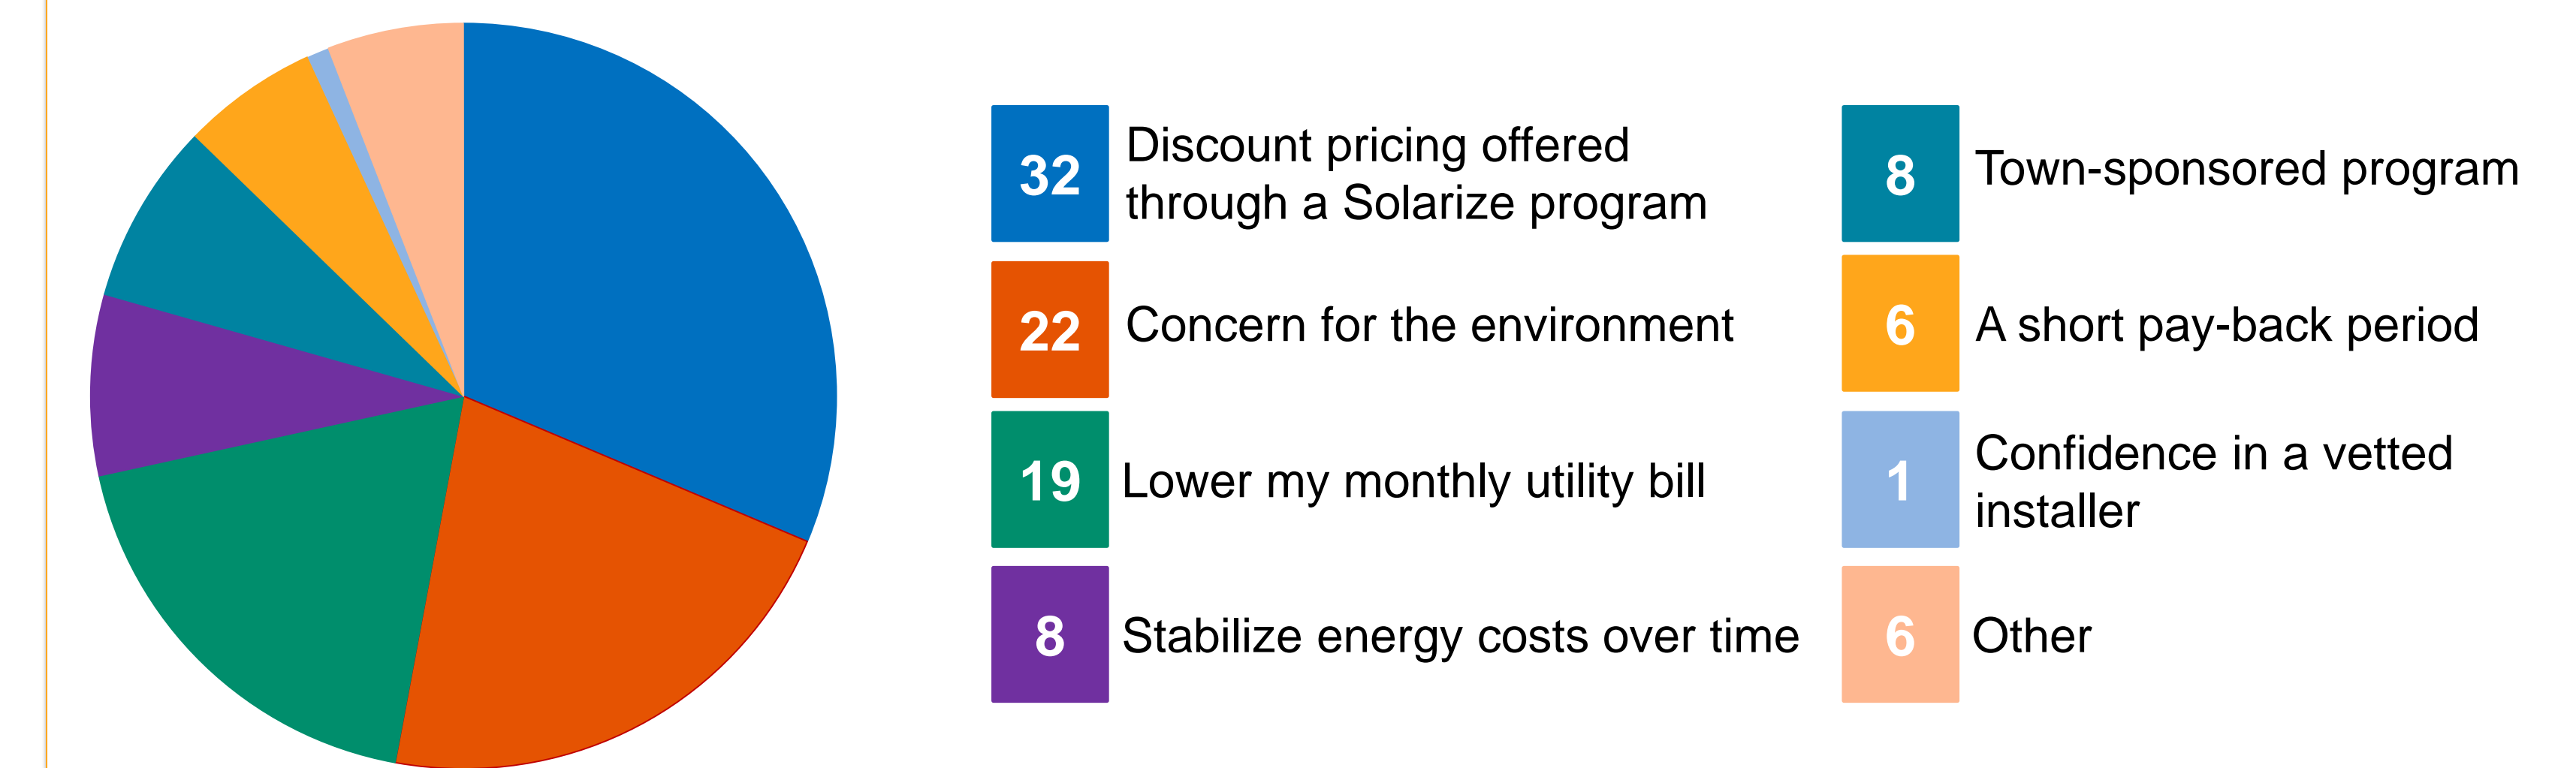 32
Discount pricing offered
through a Solarize program
22
Concern for the environment
19
Lower my monthly utility bill
8
Stabilize energy costs over time
8
Town-sponsored program
6
A short pay-back period
1
Confidence in a vetted
installer
6
Other